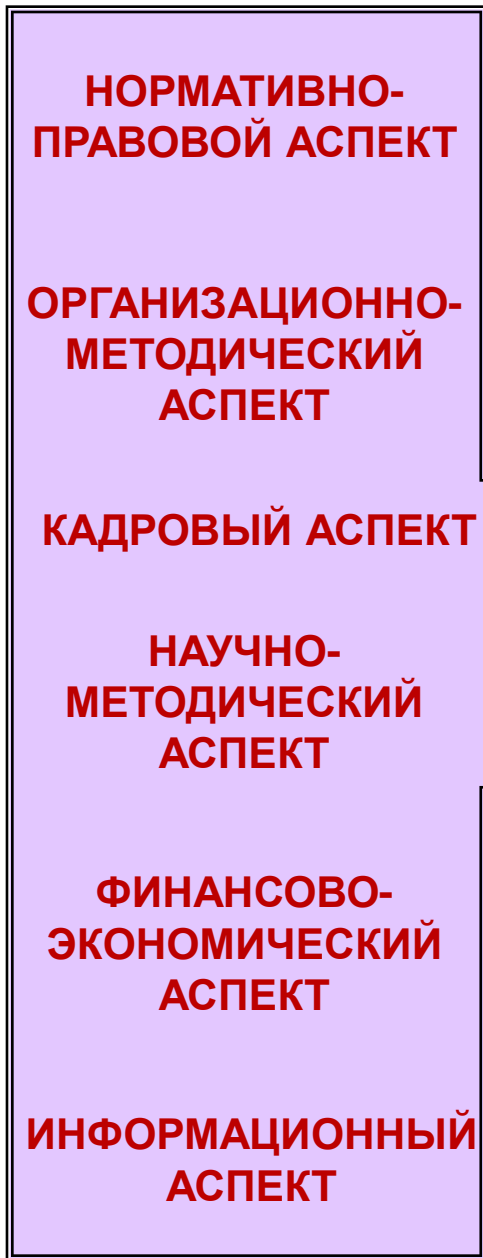 НОРМАТИВНО-
ПРАВОВОЙ АСПЕКТ
ОРГАНИЗАЦИОННО-
МЕТОДИЧЕСКИЙ
АСПЕКТ
КАДРОВЫЙ АСПЕКТ
НАУЧНО-
МЕТОДИЧЕСКИЙ
АСПЕКТ
ФИНАНСОВО-
ЭКОНОМИЧЕСКИЙ
АСПЕКТ
ИНФОРМАЦИОННЫЙ
АСПЕКТ